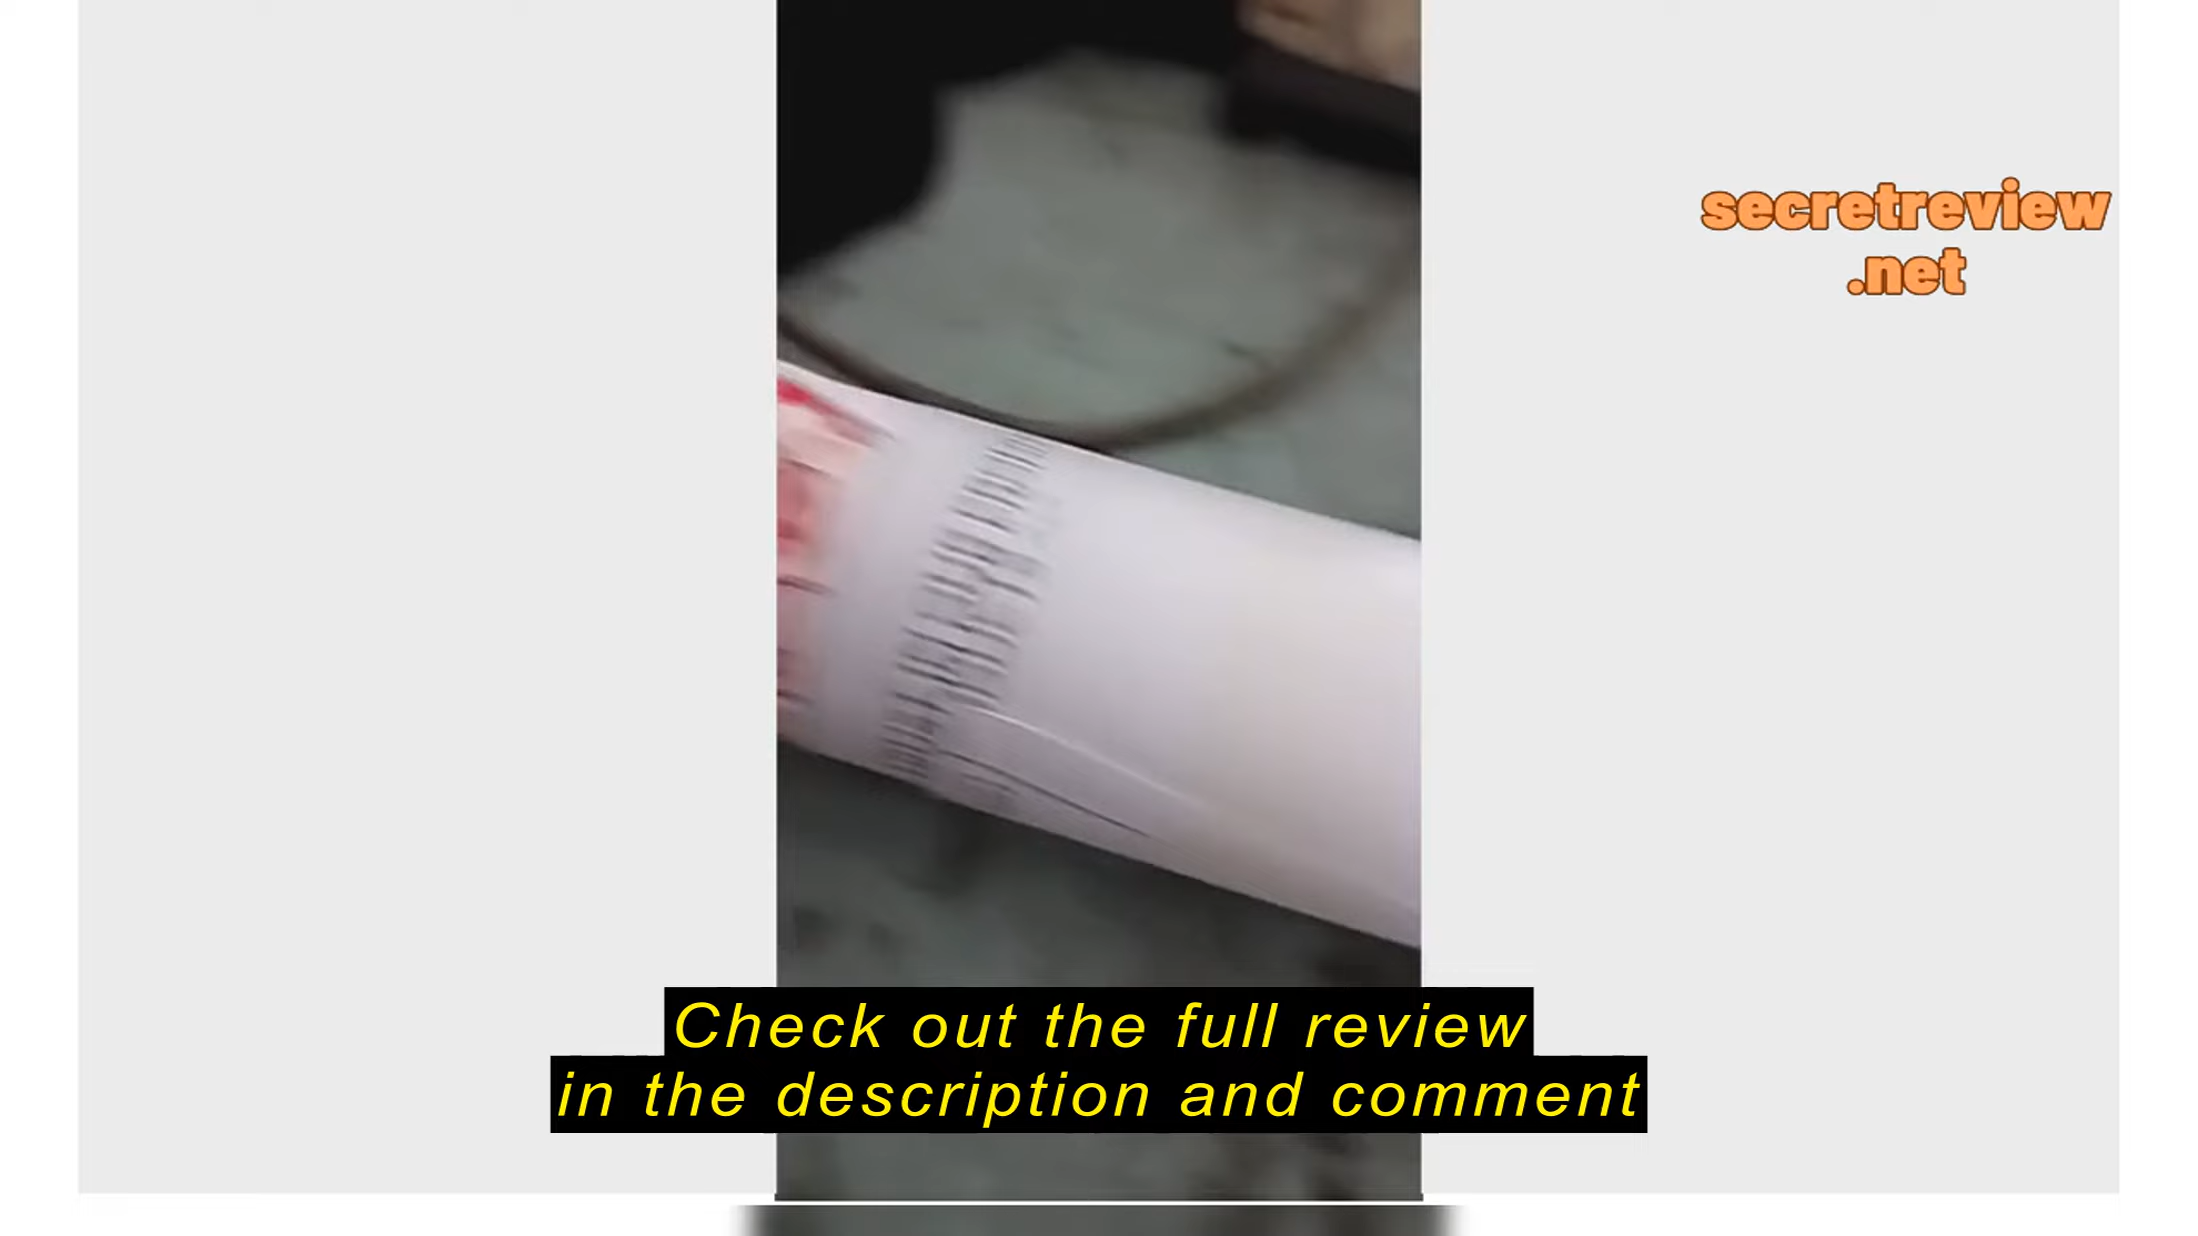 secretreview
.net
Check out the full review
in the description and comment